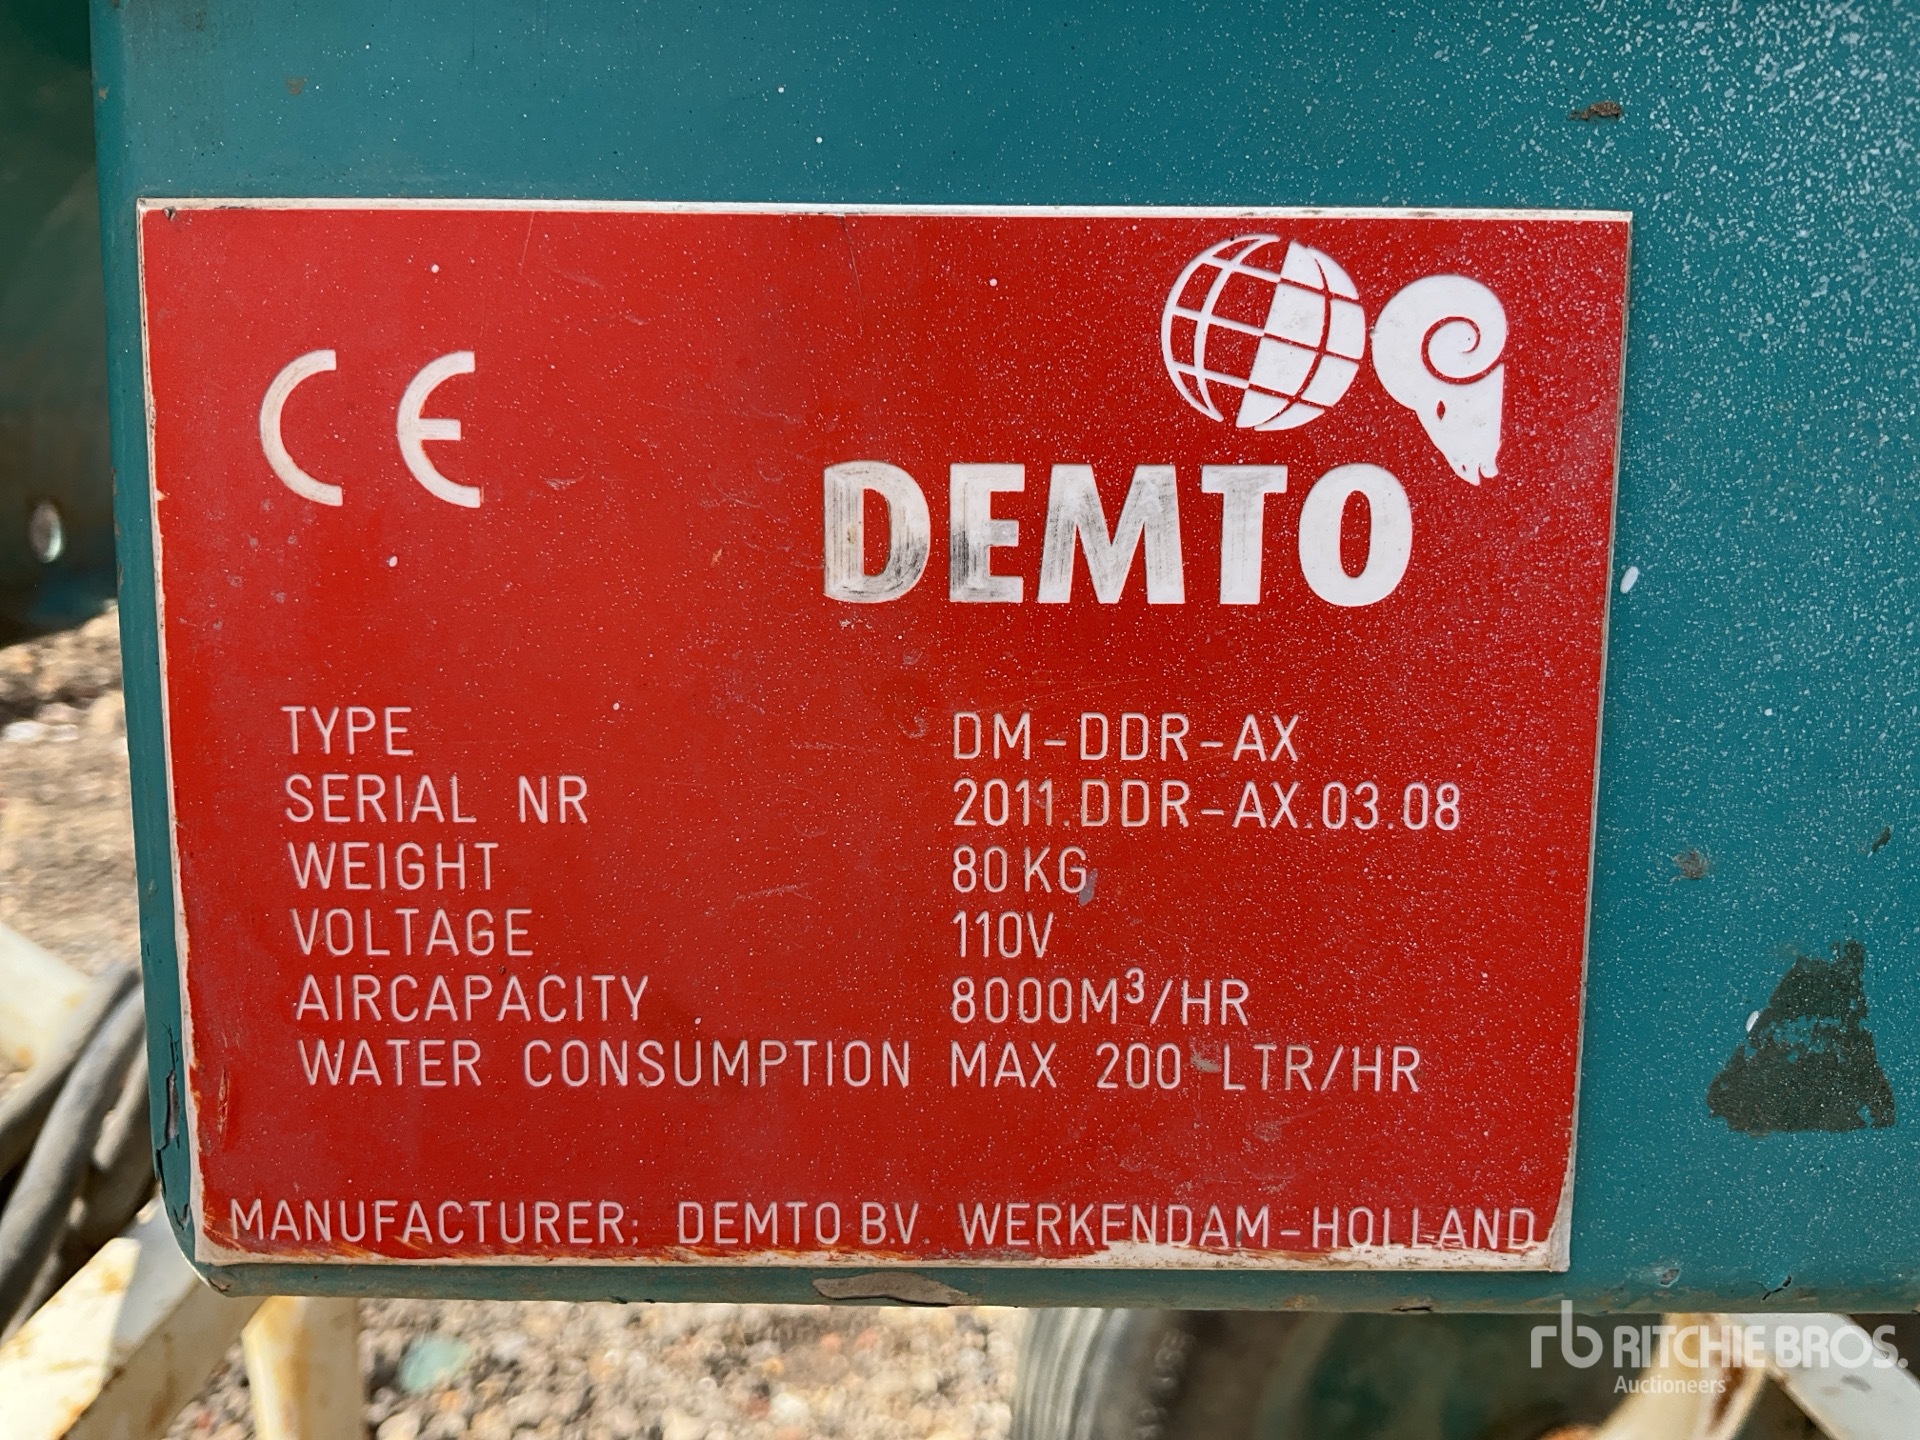 CE
DEMTO
TYPE DM-DDR-AX
SERIAL NR 2011.DDR-AX.03.08
WEIGHT 80KG
VOLTAGE 110V
AIRCAPACITY 8000M³/HR
WATER CONSUMPTION MAX 200 LTR/HR
MANUFACTURER: DEMTO B.V. WERKENDAM-HOLLAND
rb RITCHIE BROS.
Auctioneers